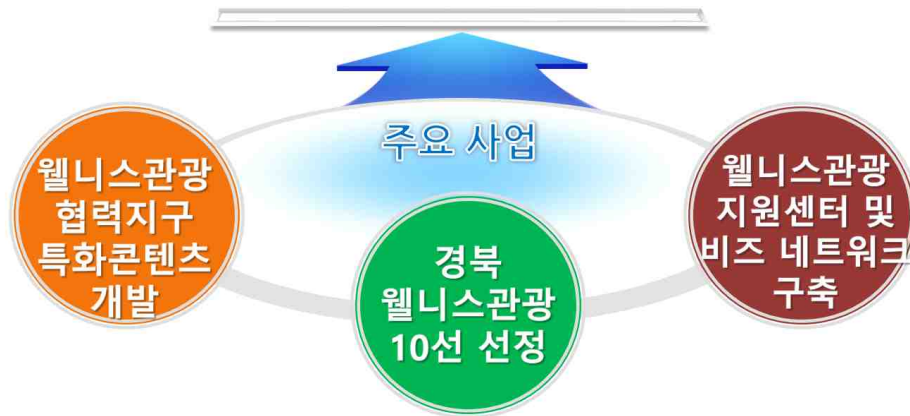 주요 사업
웰니스관광
협력지구
특화콘텐츠
개발
경북
웰니스관광
10선 선정
웰니스관광
지원센터 및
비즈 네트워크
구축